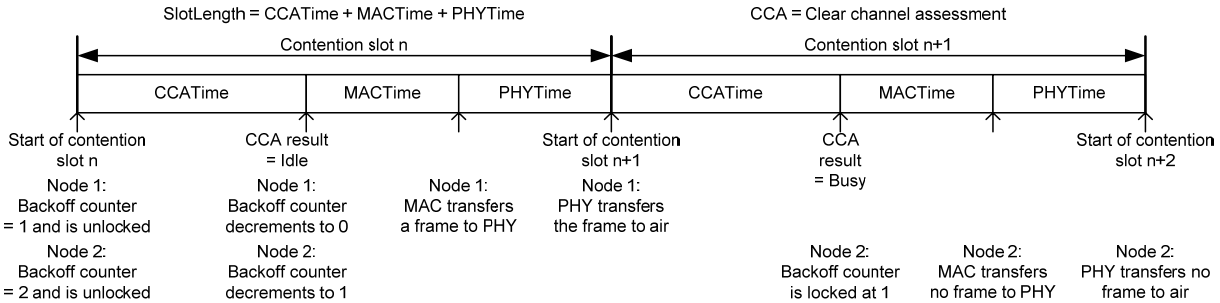 SlotLength = CCATime + MACTime + PHYTime
CCA = Clear channel assessment
Contention slot n
Contention slot n+1
CCATime
MACTime
PHYTime
CCATime
MACTime
PHYTime
Start of contention
slot n
CCA result
= Idle
Start of contention
slot n+1
CCA
result
= Busy
Start of contention
slot n+2
Node 1:
Backoff counter
= 1 and is unlocked
Node 1:
Backoff counter
decrements to 0
Node 1:
MAC transfers
a frame to PHY
Node 1:
PHY transfers
the frame to air
Node 2:
Backoff counter
= 2 and is unlocked
Node 2:
Backoff counter
decrements to 1
Node 2:
Backoff counter
is locked at 1
Node 2:
MAC transfers
no frame to PHY
Node 2:
PHY transfers no
frame to air